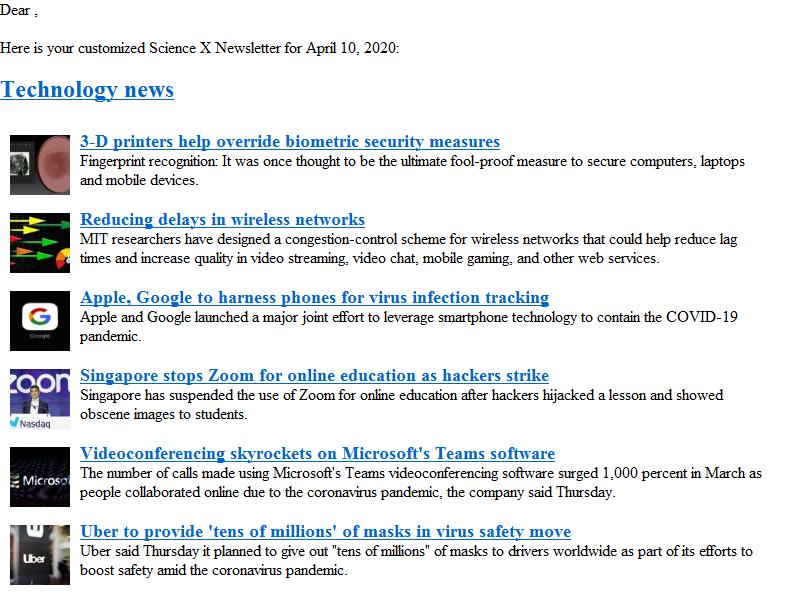 Dear ,
Here is your customized Science X Newsletter for April 10, 2020:
Technology news
3-D printers help override biometric security measures
Fingerprint recognition: It was once thought to be the ultimate fool-proof measure to secure computers, laptops
and mobile devices.
Reducing delays in wireless networks
MIT researchers have designed a congestion-control scheme for wireless networks that could help reduce lag
times and increase quality in video streaming, video chat, mobile gaming, and other web services.
G
Google
Apple, Google to harness phones for virus infection tracking
Apple and Google launched a major joint effort to leverage smartphone technology to contain the COVID-19
pandemic.
zoom
Nasdaq
Singapore stops Zoom for online education as hackers strike
Singapore has suspended the use of Zoom for online education after hackers hijacked a lesson and showed
obscene images to students.
Microso
Videoconferencing skyrockets on Microsoft's Teams software
The number of calls made using Microsoft's Teams videoconferencing software surged 1,000 percent in March as
people collaborated online due to the coronavirus pandemic, the company said Thursday.
Uber
Uber to provide 'tens of millions' of masks in virus safety move
Uber said Thursday it planned to give out "tens of millions" of masks to drivers worldwide as part of its efforts to
boost safety amid the coronavirus pandemic.